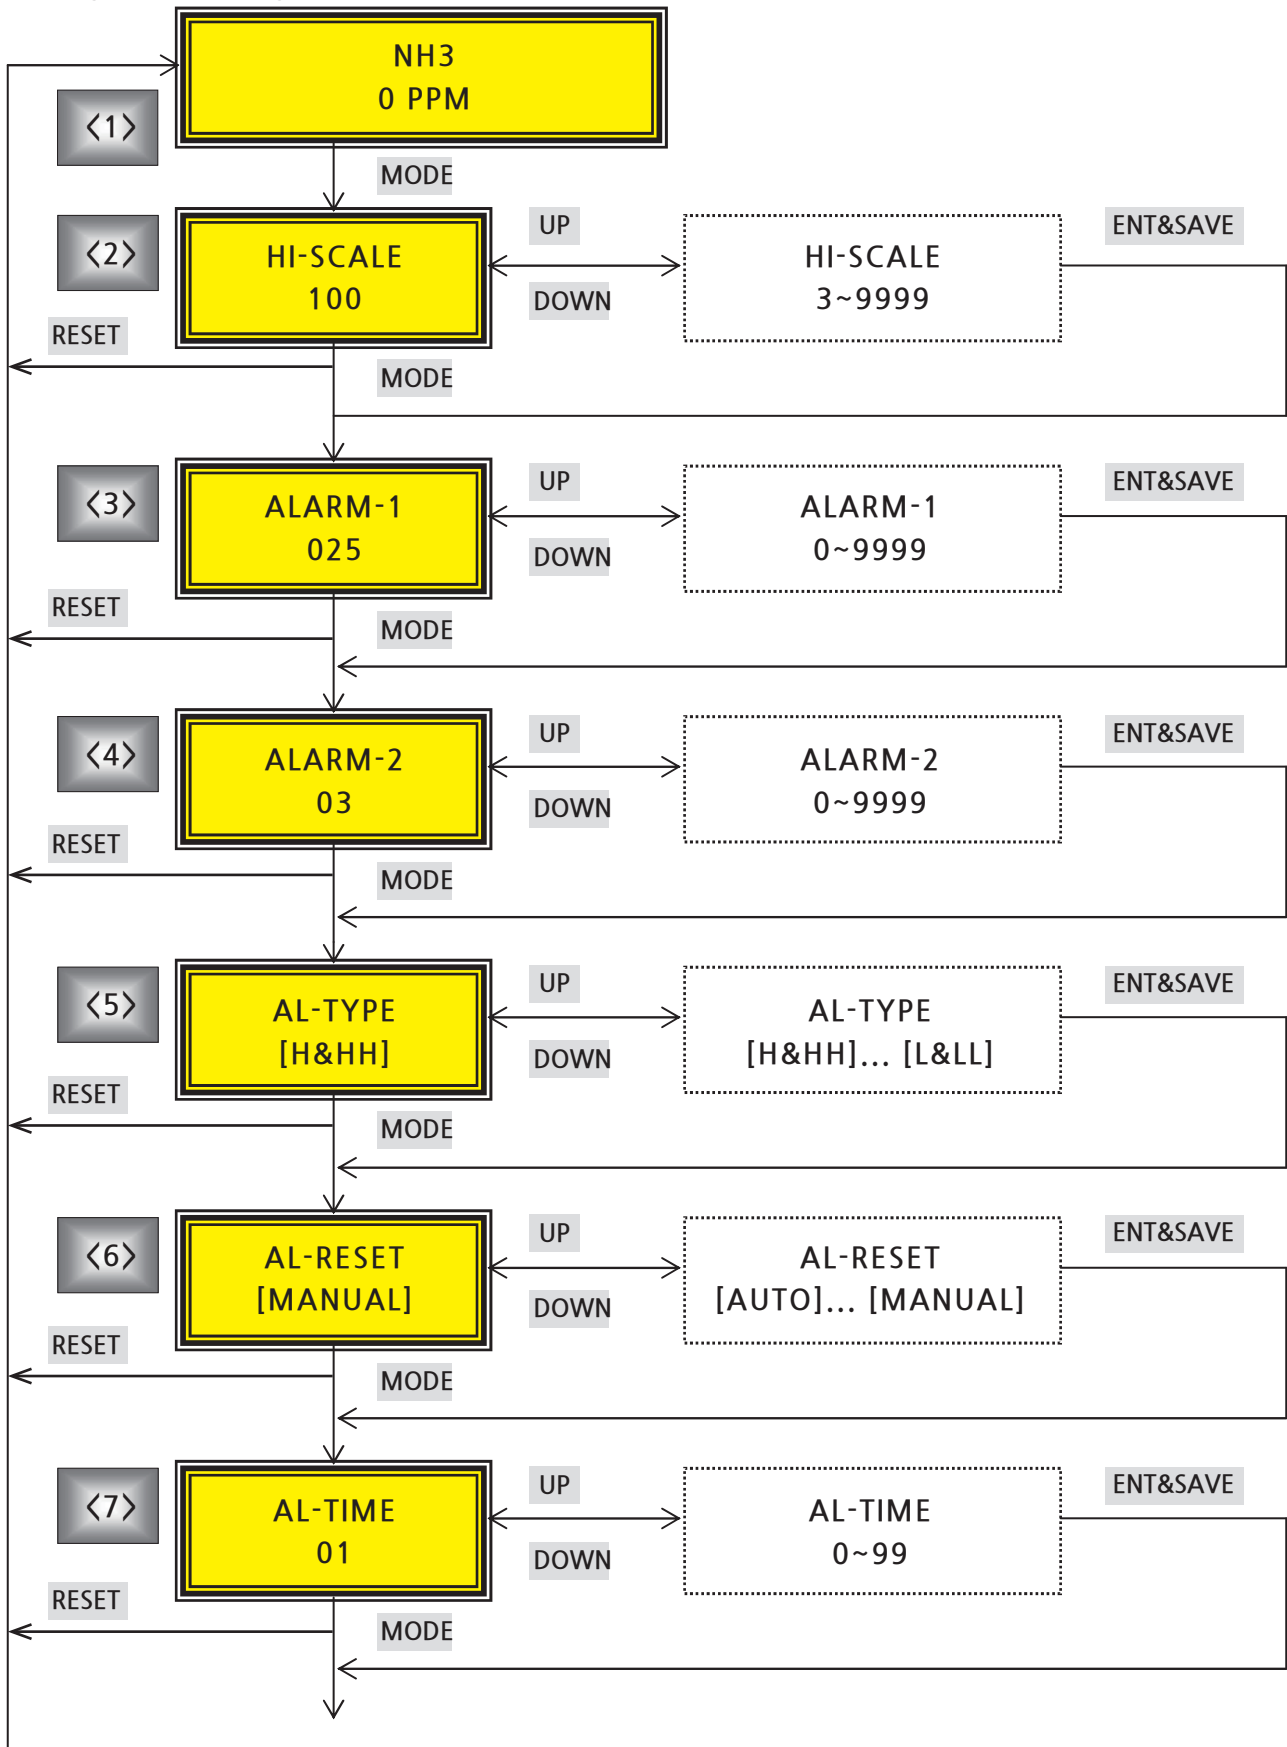 NH3
0 PPM
<1>
MODE
<2>
HI-SCALE
100
UP
DOWN
HI-SCALE
3~9999
ENT&SAVE
RESET
MODE
<3>
ALARM-1
025
UP
DOWN
ALARM-1
0~9999
ENT&SAVE
RESET
MODE
<4>
ALARM-2
03
UP
DOWN
ALARM-2
0~9999
ENT&SAVE
RESET
MODE
<5>
AL-TYPE
[H&HH]
UP
DOWN
AL-TYPE
[H&HH]... [L&LL]
ENT&SAVE
RESET
MODE
<6>
AL-RESET
[MANUAL]
UP
DOWN
AL-RESET
[AUTO]... [MANUAL]
ENT&SAVE
RESET
MODE
<7>
AL-TIME
01
UP
DOWN
AL-TIME
0~99
ENT&SAVE
RESET
MODE